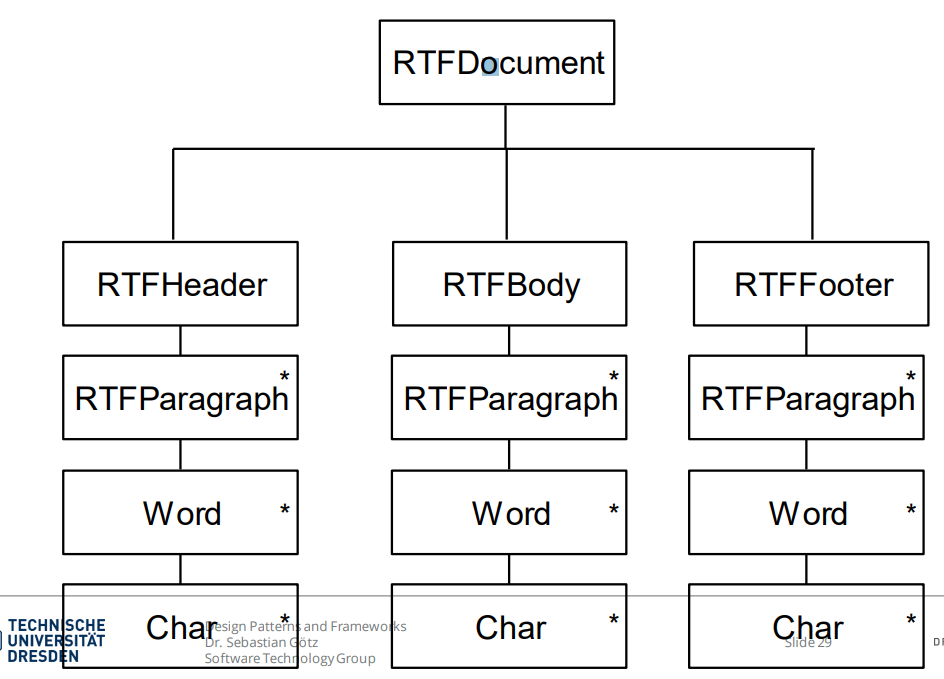 RTFDocument
RTFHeader
RTFBody
RTFFooter
*
RTFParagraph
*
RTFParagraph
*
RTFParagraph
Word *
Word *
Word *
Char *
Char *
Char *
TECHNISCHE
UNIVERSITÄT
DRESDEN
Design Patterns and Frameworks
Dr. Sebastian Götz
Software Technology Group
Slide 29